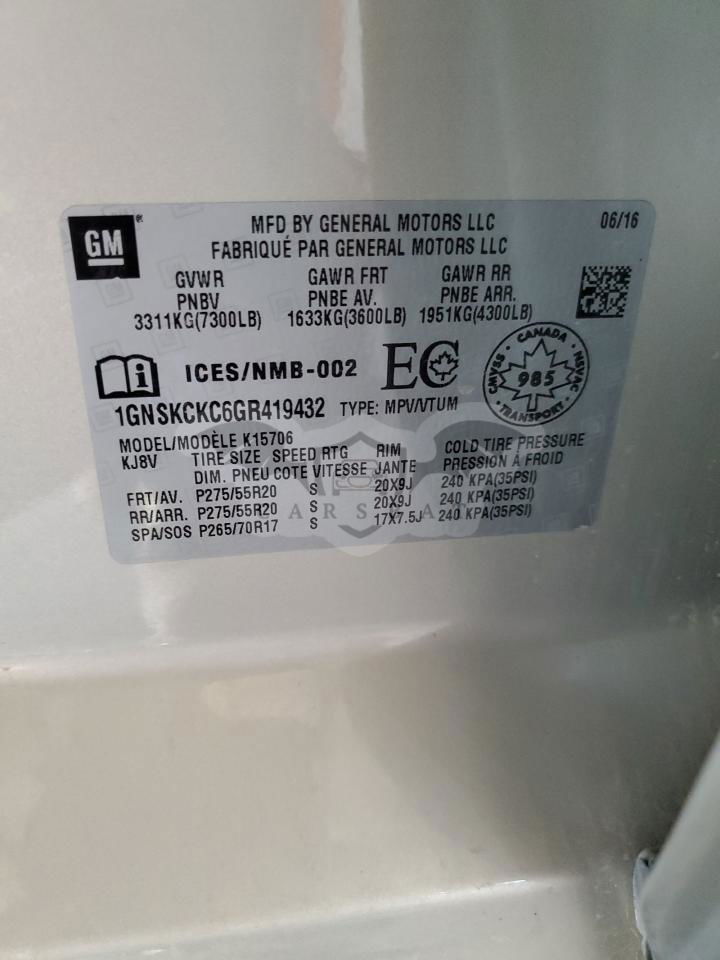 GM
®
MFD BY GENERAL MOTORS LLC
06/16
FABRIQUÉ PAR GENERAL MOTORS LLC
GVWR GAWR FRT GAWR RR
PNBV PNBE AV. PNBE ARR.
3311KG(7300LB) 1633KG(3600LB) 1951KG(4300LB)
i ICES/NMB-002 EC
CANADA
CMVSS NSVAC
985
TRANSPORT
1GNSKCKC6GR419432 TYPE: MPV/VTUM
MODEL/MODÈLE K15706
KJ8V TIRE SIZE SPEED RTG RIM COLD TIRE PRESSURE
DIM. PNEU COTE VITESSE JANTE PRESSION À FROID
FRT/AV. P275/55R20 S 20X9J 240 KPA(35PSI)
RR/ARR. P275/55R20 S 20X9J 240 KPA(35PSI)
SPA/SOS P265/70R17 S 17X7.5J 240 KPA(35PSI)